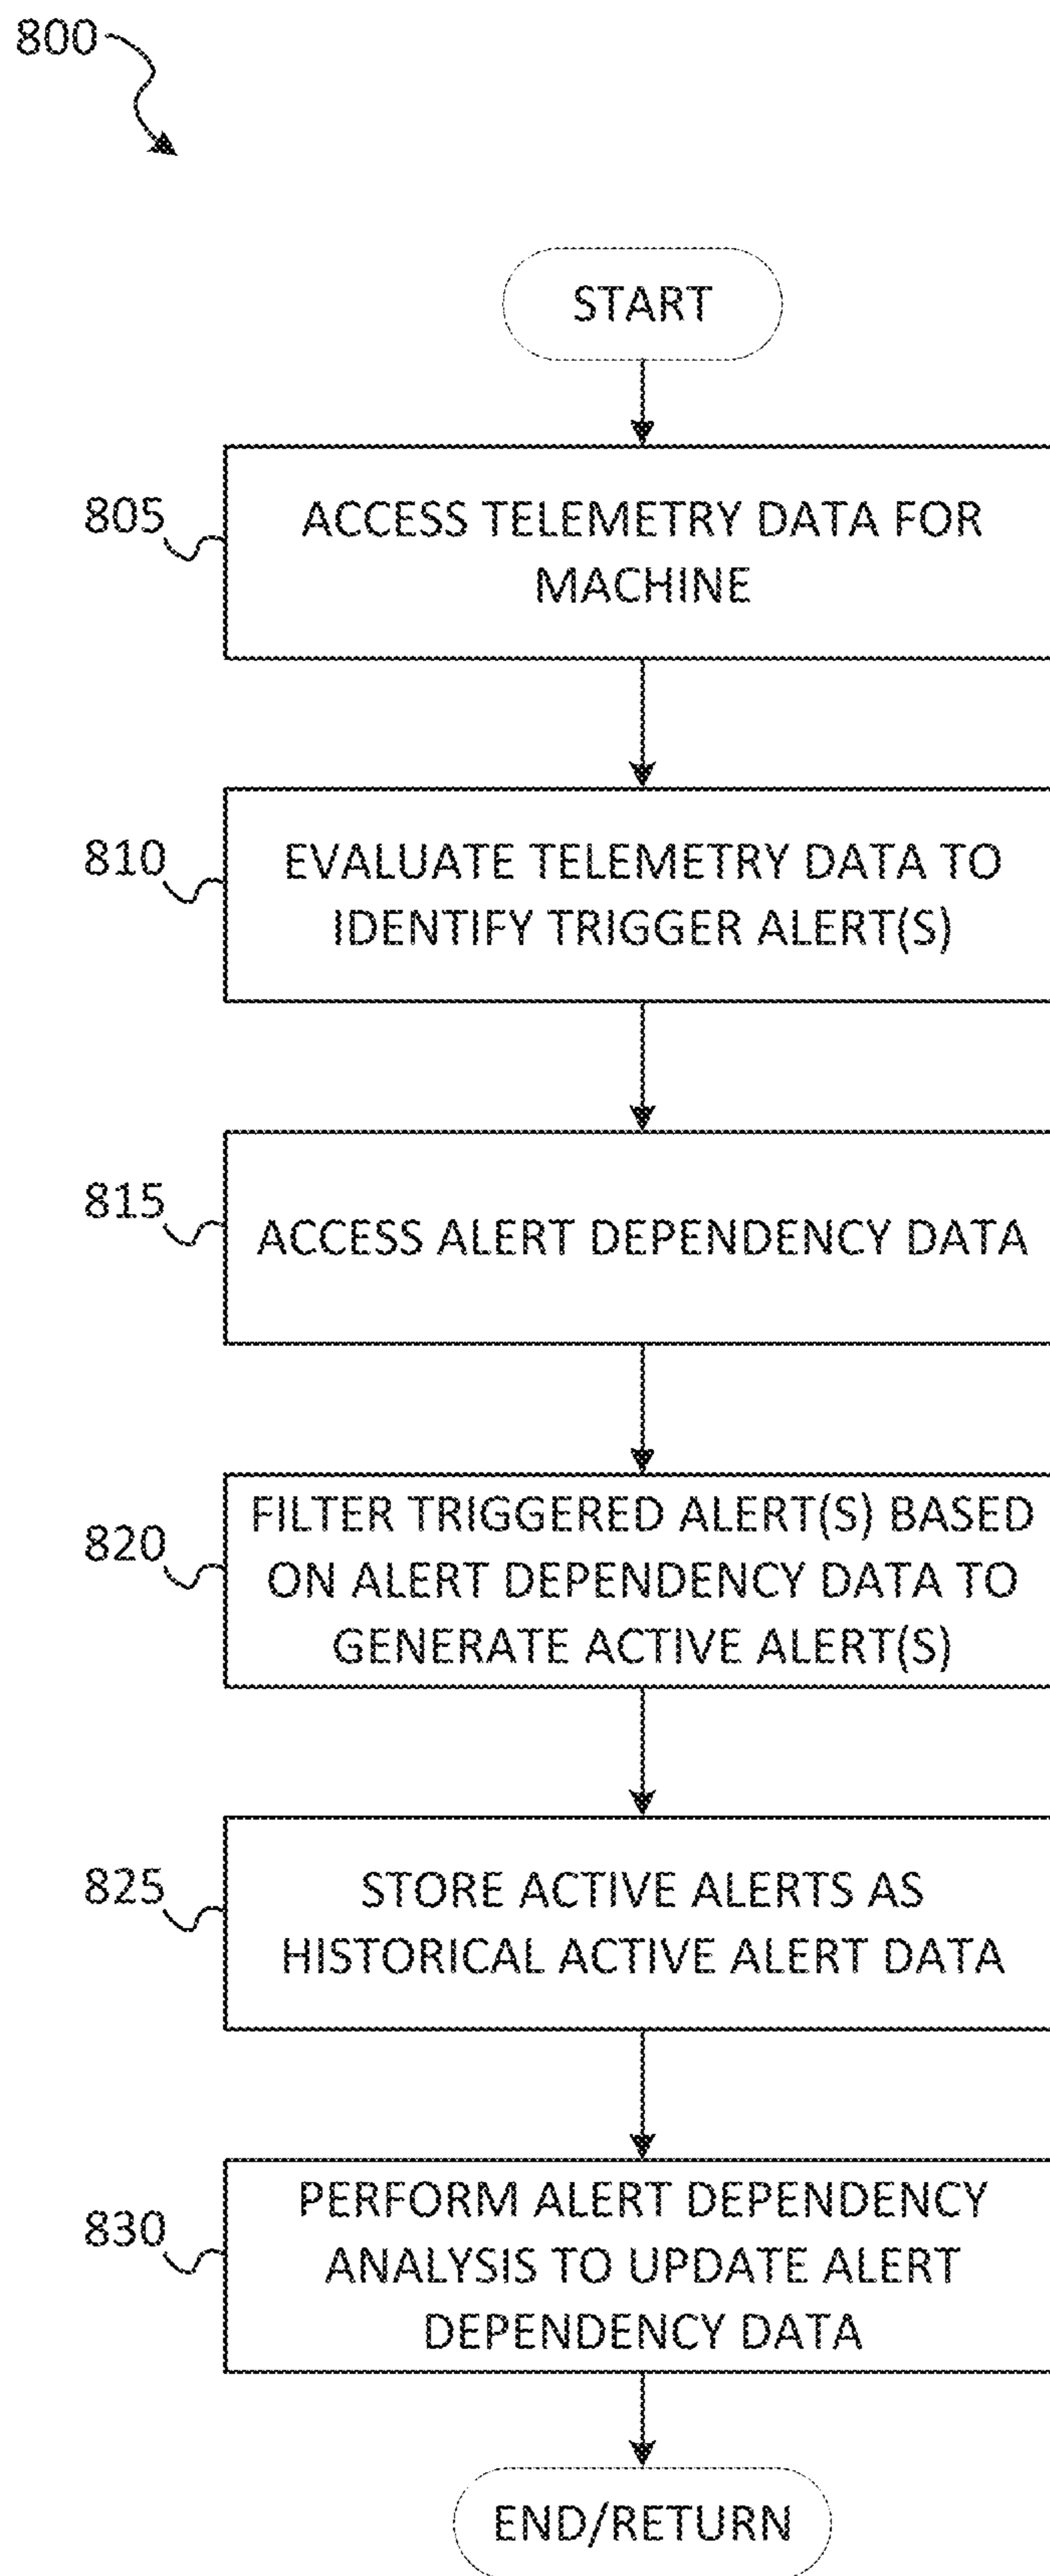 800
START
805
ACCESS TELEMETRY DATA FOR
MACHINE
810
EVALUATE TELEMETRY DATA TO
IDENTIFY TRIGGER ALERT(S)
815
ACCESS ALERT DEPENDENCY DATA
820
FILTER TRIGGERED ALERT(S) BASED
ON ALERT DEPENDENCY DATA TO
GENERATE ACTIVE ALERT(S)
825
STORE ACTIVE ALERTS AS
HISTORICAL ACTIVE ALERT DATA
830
PERFORM ALERT DEPENDENCY
ANALYSIS TO UPDATE ALERT
DEPENDENCY DATA
END/RETURN